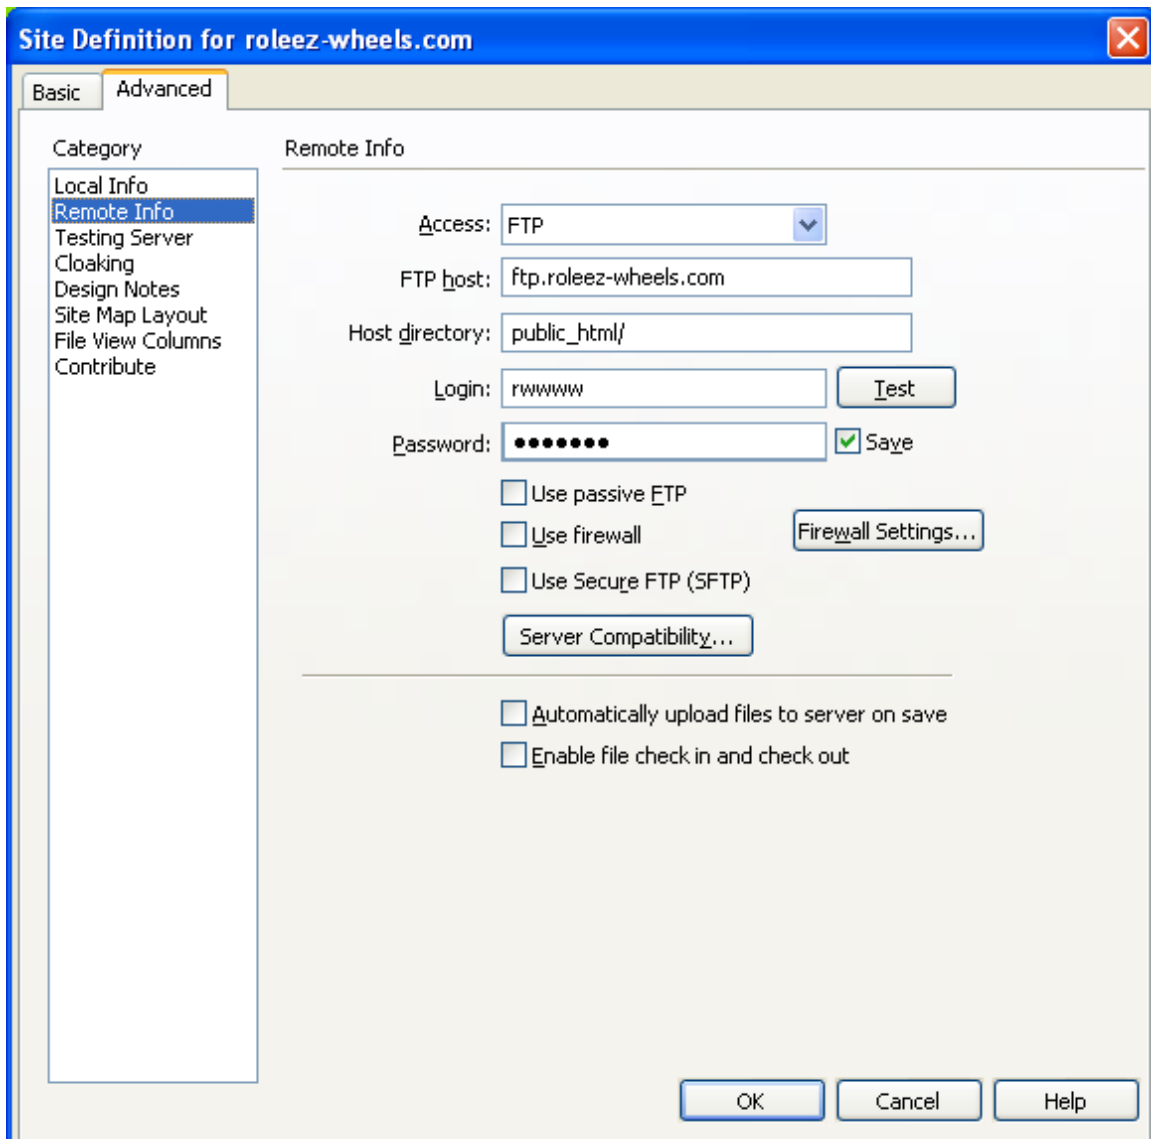 Site Definition for roleez-wheels.com
Basic
Advanced
Category
Local Info
Remote Info
Testing Server
Cloaking
Design Notes
Site Map Layout
File View Columns
Contribute
Remote Info
Access: FTP
FTP host: ftp.roleez-wheels.com
Host directory: public_html/
Login: rwwww
Test
Password: •••••••
Save
Use passive FTP
Use firewall
Firewall Settings...
Use Secure FTP (SFTP)
Server Compatibility...
Automatically upload files to server on save
Enable file check in and check out
OK
Cancel
Help